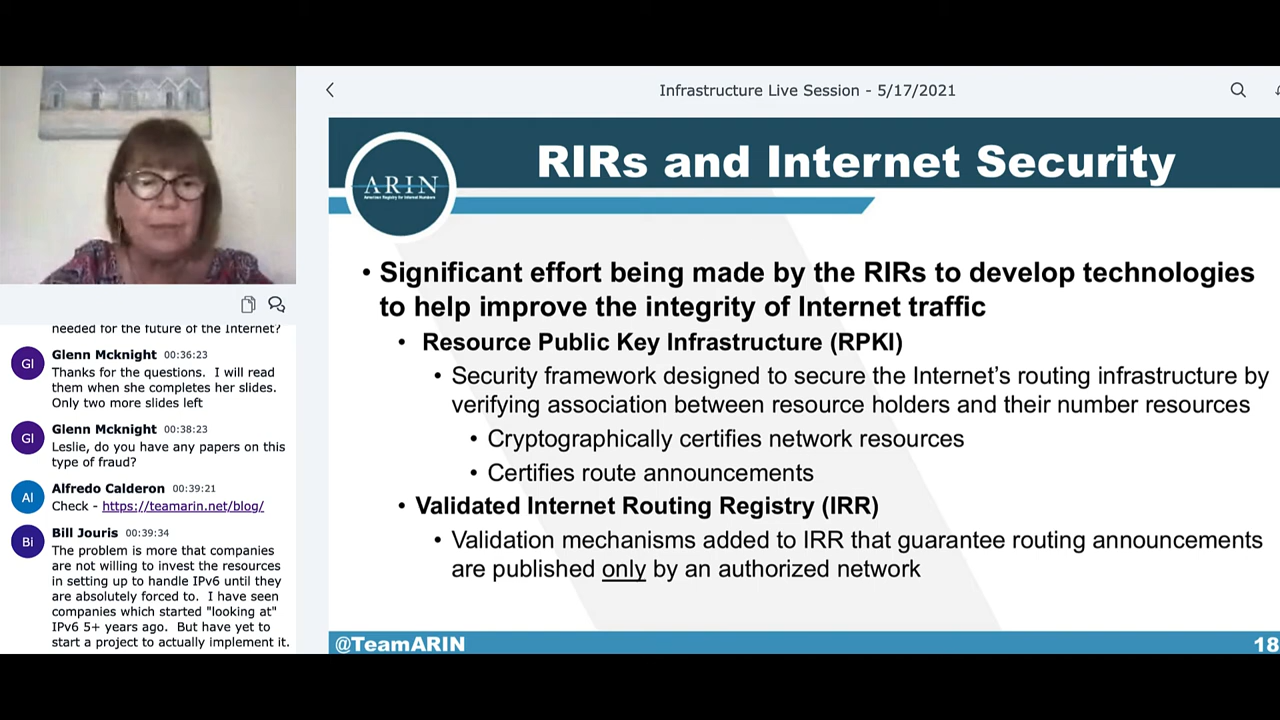 Infrastructure Live Session - 5/17/2021
RIRs and Internet Security
ARIN
American Registry for Internet Numbers
• Significant effort being made by the RIRs to develop technologies
to help improve the integrity of Internet traffic
• Resource Public Key Infrastructure (RPKI)
• Security framework designed to secure the Internet’s routing infrastructure by
verifying association between resource holders and their number resources
• Cryptographically certifies network resources
• Certifies route announcements
• Validated Internet Routing Registry (IRR)
• Validation mechanisms added to IRR that guarantee routing announcements
are published only by an authorized network
@TeamARIN
18
needed for the future of the Internet?
Gl
Glenn Mcknight 00:36:23
Thanks for the questions. I will read
them when she completes her slides.
Only two more slides left
Gl
Glenn Mcknight 00:38:23
Leslie, do you have any papers on this
type of fraud?
Al
Alfredo Calderon 00:39:21
Check - https://teamarin.net/blog/
Bi
Bill Jouris 00:39:34
The problem is more that companies
are not willing to invest the resources
in setting up to handle IPv6 until they
are absolutely forced to. I have seen
companies which started "looking at"
IPv6 5+ years ago. But have yet to
start a project to actually implement it.